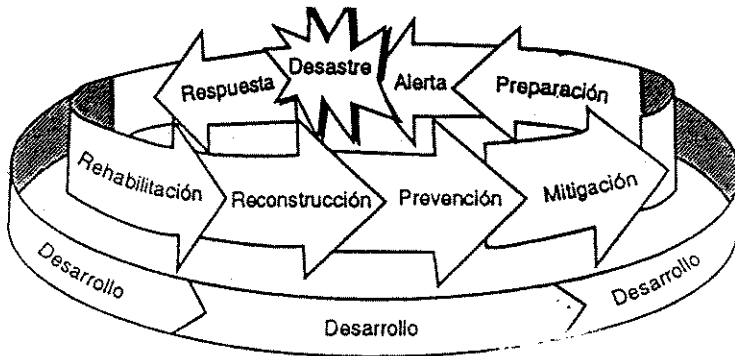 Desastre
Respuesta
Alerta
Preparación
Rehabilitación
Reconstrucción
Prevención
Mitigación
Desarrollo
Desarrollo
Desarrollo